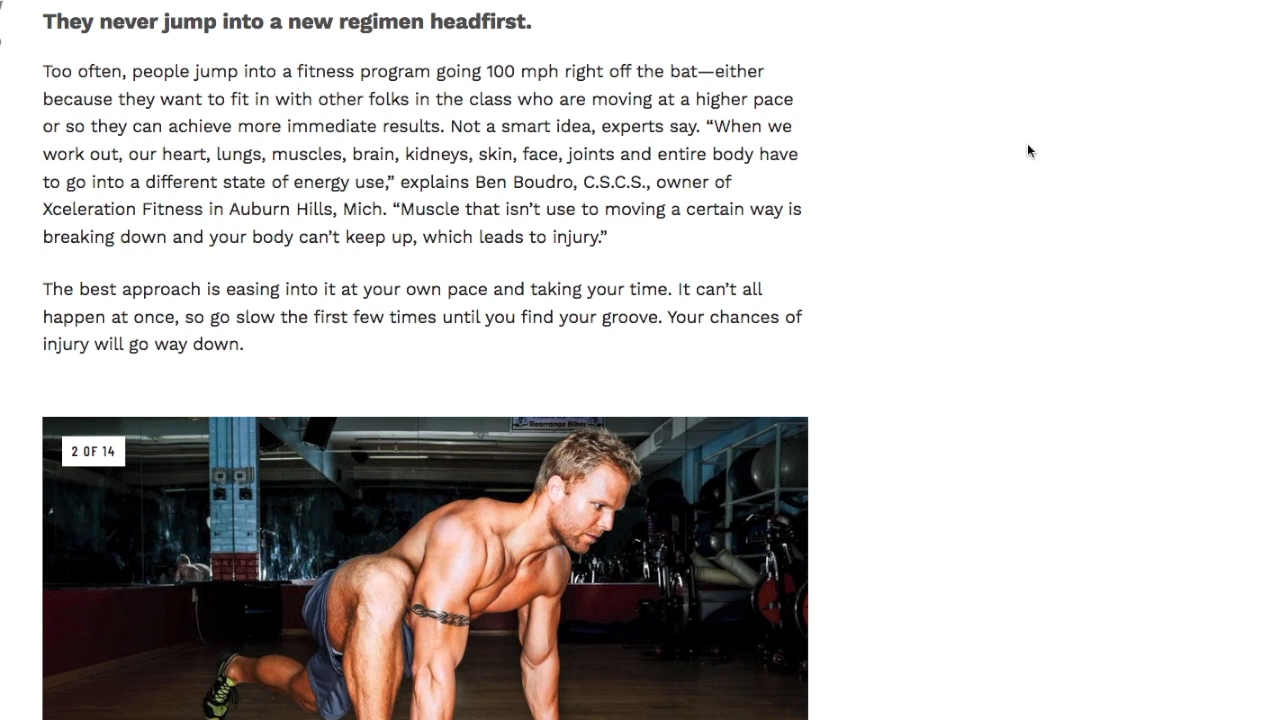 They never jump into a new regimen headfirst.
Too often, people jump into a fitness program going 100 mph right off the bat—either
because they want to fit in with other folks in the class who are moving at a higher pace
or so they can achieve more immediate results. Not a smart idea, experts say. “When we
work out, our heart, lungs, muscles, brain, kidneys, skin, face, joints and entire body have
to go into a different state of energy use,” explains Ben Boudro, C.S.C.S., owner of
Xceleration Fitness in Auburn Hills, Mich. “Muscle that isn’t use to moving a certain way is
breaking down and your body can’t keep up, which leads to injury.”
The best approach is easing into it at your own pace and taking your time. It can’t all
happen at once, so go slow the first few times until you find your groove. Your chances of
injury will go way down.
Rearrange Bikes
2 OF 14